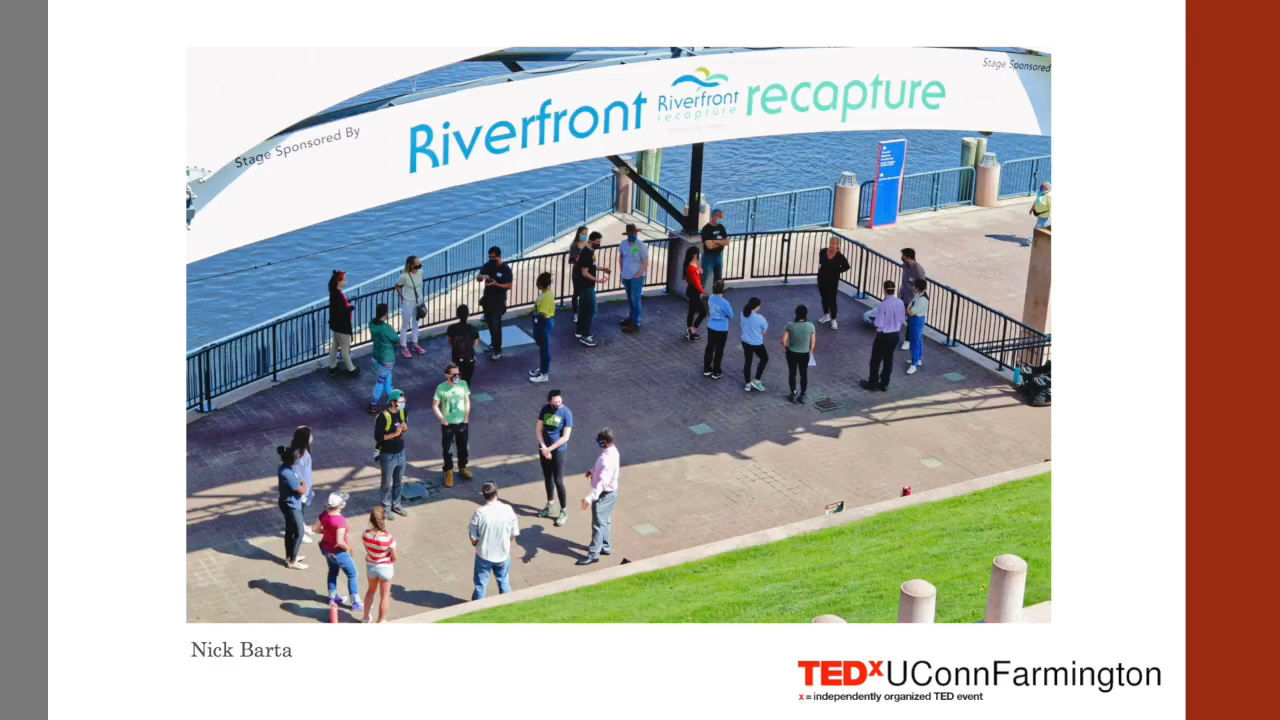 Stage Sponsored By
Riverfront
Riverfront
recapture
recapture
Stage Sponsored
Nick Barta
TEDxUConnFarmington
x = independently organized TED event